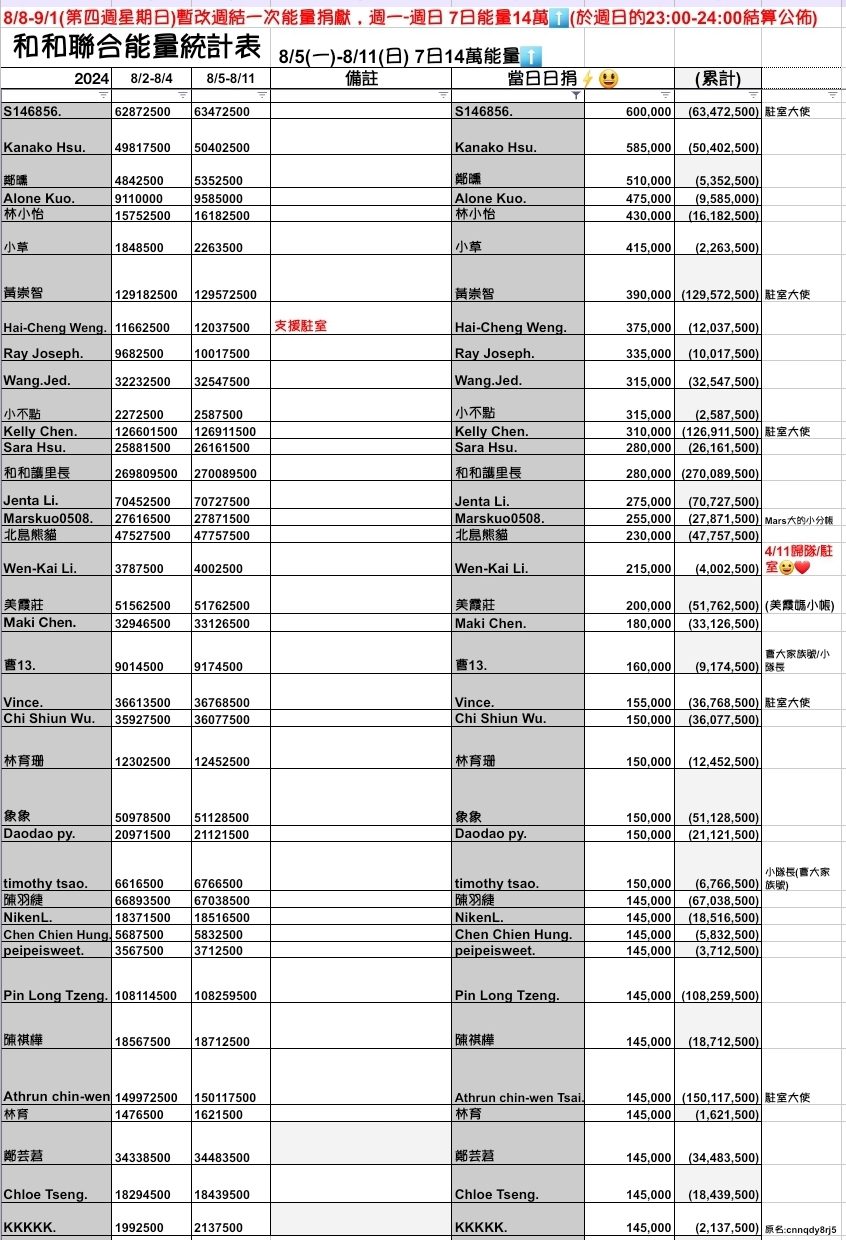 8/8-9/1(第四週星期日)暫改週結一次能量捐獻，週一-週日 7日能量14萬⬆️(於週日的23:00-24:00結算公佈)
和和聯合能量統計表 8/5(一)-8/11(日) 7日14萬能量⬆️
2024 8/2-8/4 8/5-8/11 備註 當日日捐⚡😃 (累計)
S146856. 62872500 63472500 S146856. 600,000 (63,472,500) 駐室大使
Kanako Hsu. 49817500 50402500 Kanako Hsu. 585,000 (50,402,500)
鄭曛 4842500 5352500 鄭曛 510,000 (5,352,500)
Alone Kuo. 9110000 9585000 Alone Kuo. 475,000 (9,585,000)
林小怡 15752500 16182500 林小怡 430,000 (16,182,500)
小草 1848500 2263500 小草 415,000 (2,263,500)
黃崇智 129182500 129572500 黃崇智 390,000 (129,572,500) 駐室大使
Hai-Cheng Weng. 11662500 12037500 支援駐室 Hai-Cheng Weng. 375,000 (12,037,500)
Ray Joseph. 9682500 10017500 Ray Joseph. 335,000 (10,017,500)
Wang.Jed. 32232500 32547500 Wang.Jed. 315,000 (32,547,500)
小不點 2272500 2587500 小不點 315,000 (2,587,500)
Kelly Chen. 126601500 126911500 Kelly Chen. 310,000 (126,911,500) 駐室大使
Sara Hsu. 25881500 26161500 Sara Hsu. 280,000 (26,161,500)
和和護里長 269809500 270089500 和和護里長 280,000 (270,089,500)
Jenta Li. 70452500 70727500 Jenta Li. 275,000 (70,727,500)
Marskuo0508. 27616500 27871500 Marskuo0508. 255,000 (27,871,500) Mars大的小分帳
北島熊貓 47527500 47757500 北島熊貓 230,000 (47,757,500)
4/11歸隊/駐
Wen-Kai Li. 3787500 4002500 Wen-Kai Li. 215,000 (4,002,500) 室😀❤️
美霞莊 51562500 51762500 美霞莊 200,000 (51,762,500) (美霞嗎小帳)
Maki Chen. 32946500 33126500 Maki Chen. 180,000 (33,126,500)
曹大家族號/小
曹13. 9014500 9174500 曹13. 160,000 (9,174,500) 隊長
Vince. 36613500 36768500 Vince. 155,000 (36,768,500) 駐室大使
Chi Shiun Wu. 35927500 36077500 Chi Shiun Wu. 150,000 (36,077,500)
林育珊 12302500 12452500 林育珊 150,000 (12,452,500)
象象 50978500 51128500 象象 150,000 (51,128,500)
Daodao py. 20971500 21121500 Daodao py. 150,000 (21,121,500)
小隊長(曹大家
timothy tsao. 6616500 6766500 timothy tsao. 150,000 (6,766,500) 族號)
陳羽緁 66893500 67038500 陳羽緁 145,000 (67,038,500)
NikenL. 18371500 18516500 NikenL. 145,000 (18,516,500)
Chen Chien Hung. 5687500 5832500 Chen Chien Hung. 145,000 (5,832,500)
peipeisweet. 3567500 3712500 peipeisweet. 145,000 (3,712,500)
Pin Long Tzeng. 108114500 108259500 Pin Long Tzeng. 145,000 (108,259,500)
陳祺樺 18567500 18712500 陳祺樺 145,000 (18,712,500)
Athrun chin-wen 149972500 150117500 Athrun chin-wen Tsai. 145,000 (150,117,500) 駐室大使
林育 1476500 1621500 林育 145,000 (1,621,500)
鄭芸萻 34338500 34483500 鄭芸萻 145,000 (34,483,500)
Chloe Tseng. 18294500 18439500 Chloe Tseng. 145,000 (18,439,500)
KKKKK. 1992500 2137500 KKKKK. 145,000 (2,137,500) 原名:cnnqdy8rj5